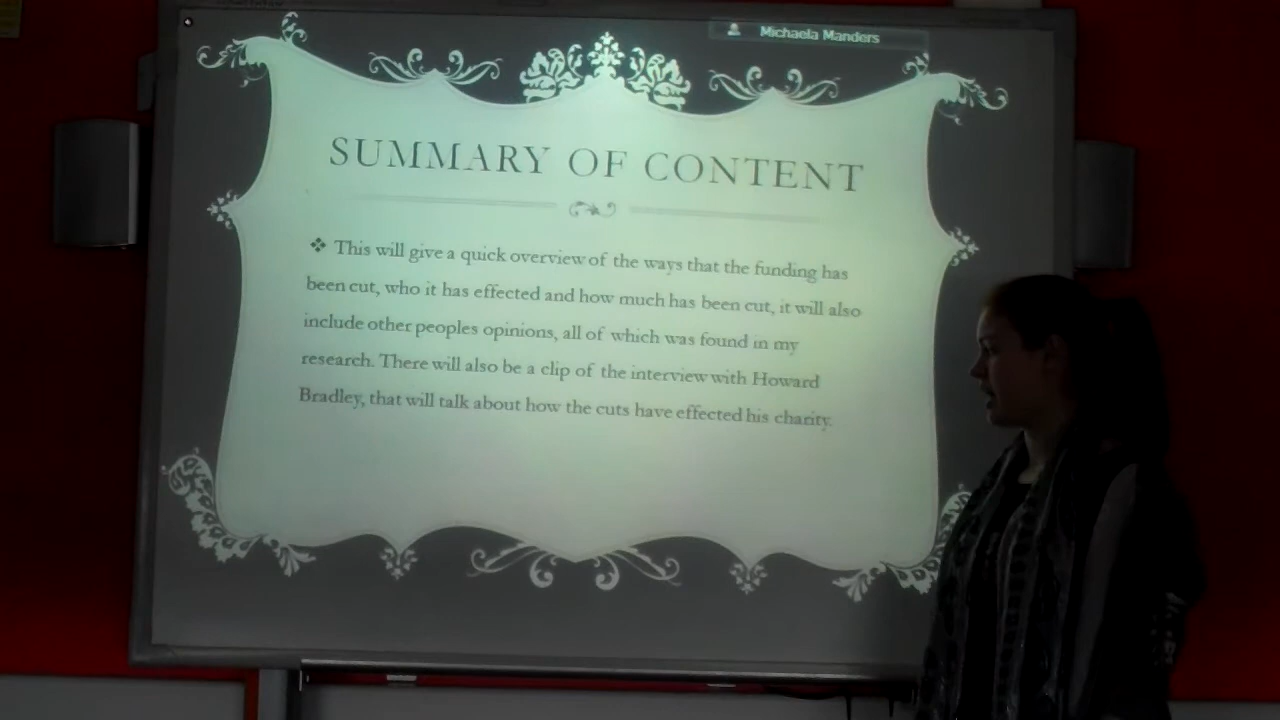 Michaela Manders
SUMMARY OF CONTENT
❖ This will give a quick overview of the ways that the funding has
been cut, who it has effected and how much has been cut, it will also
include other peoples opinions, all of which was found in my
research. There will also be a clip of the interview with Howard
Bradley, that will talk about how the cuts have effected his charity.